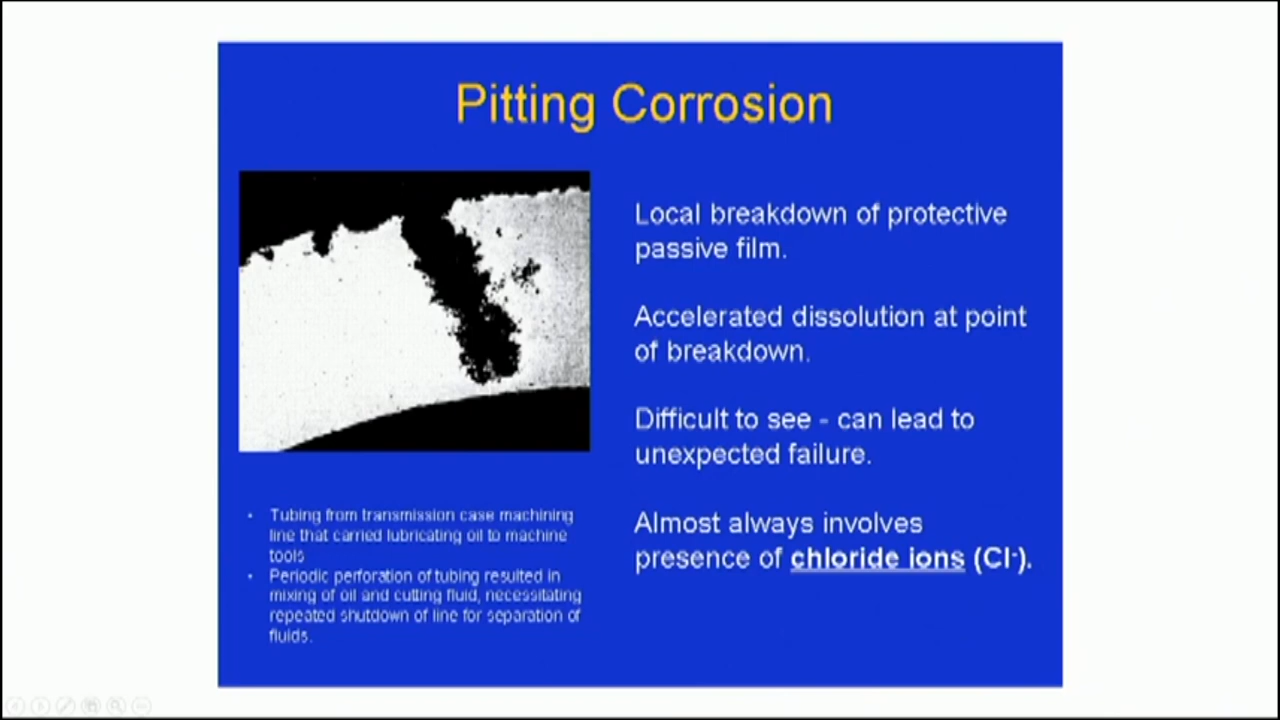 Pitting Corrosion
Local breakdown of protective
passive film.
Accelerated dissolution at point
of breakdown.
Difficult to see - can lead to
unexpected failure.
Almost always involves
presence of chloride ions (Cl-).
• Tubing from transmission case machining
line that carried lubricating oil to machine
tools
• Periodic perforation of tubing resulted in
mixing of oil and cutting fluid, necessitating
repeated shutdown of line for separation of
fluids.